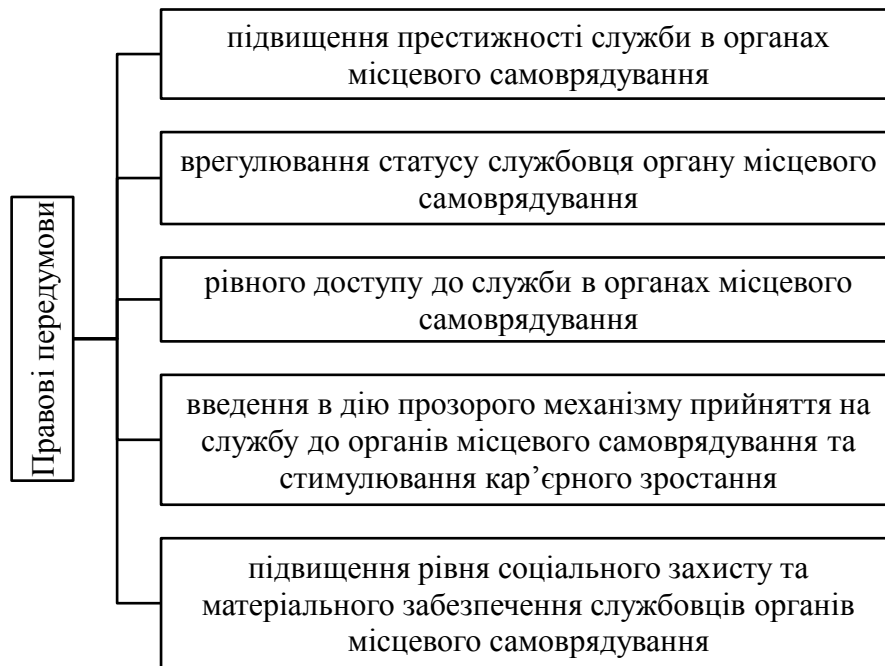 Правові передумови
підвищення престижності служби в органах
місцевого самоврядування
врегулювання статусу службовця органу місцевого
самоврядування
рівного доступу до служби в органах місцевого
самоврядування
введення в дію прозорого механізму прийняття на
службу до органів місцевого самоврядування та
стимулювання кар’єрного зростання
підвищення рівня соціального захисту та
матеріального забезпечення службовців органів
місцевого самоврядування